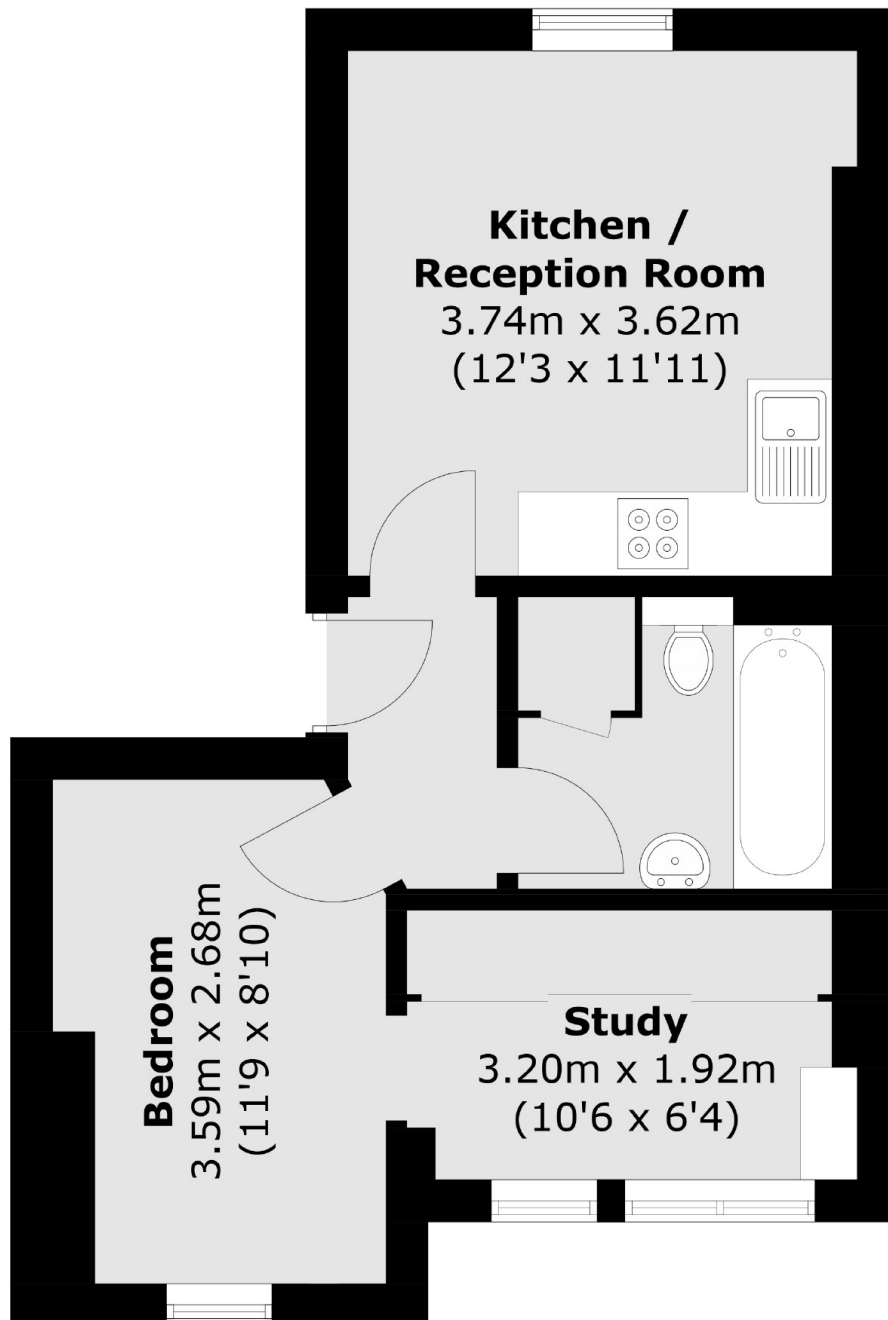 Kitchen /
Reception Room
3.74m x 3.62m
(12'3 x 11'11)
Bedroom
3.59m x 2.68m
(11'9 x 8'10)
Study
3.20m x 1.92m
(10'6 x 6'4)